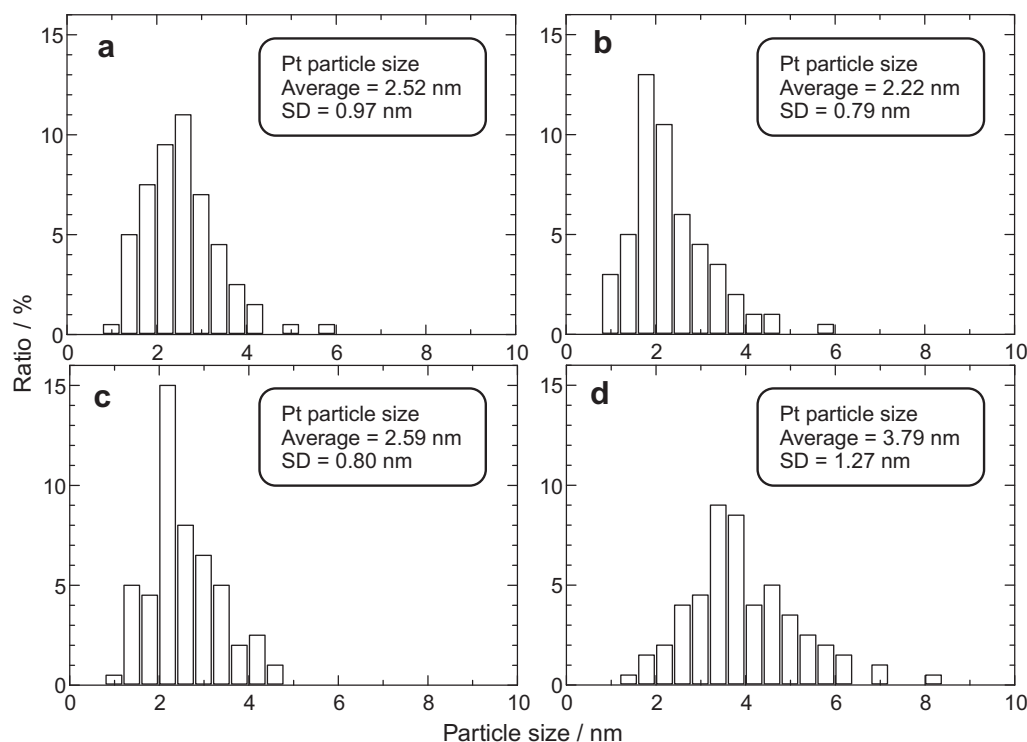 a
Pt particle size
Average = 2.52 nm
SD = 0.97 nm
15
10
5
0
0 2 4 6 8 10
b
Pt particle size
Average = 2.22 nm
SD = 0.79 nm
15
10
5
0
0 2 4 6 8 10
c
Pt particle size
Average = 2.59 nm
SD = 0.80 nm
15
10
5
0
0 2 4 6 8 10
d
Pt particle size
Average = 3.79 nm
SD = 1.27 nm
15
10
5
0
0 2 4 6 8 10
Ratio / %
Particle size / nm